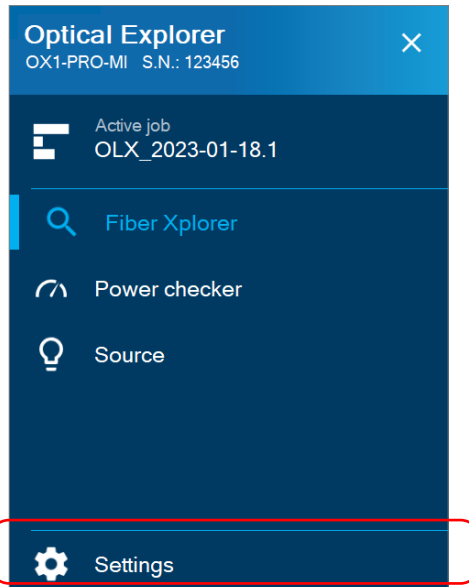 Optical Explorer
OX1-PRO-MI S.N.: 123456
Active job
OLX_2023-01-18.1
Fiber Xplorer
Power checker
Source
Settings